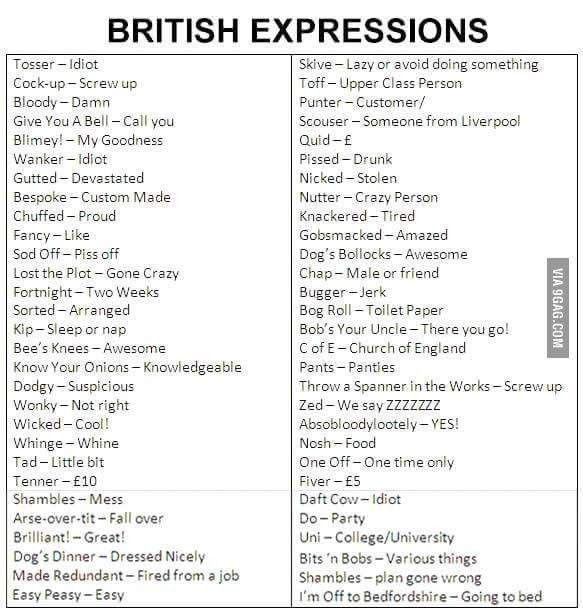 BRITISH EXPRESSIONS
Tosser – Idiot
Cock-up – Screw up
Bloody – Damn
Give You A Bell – Call you
Blimey! – My Goodness
Wanker – Idiot
Gutted – Devastated
Bespoke – Custom Made
Chuffed – Proud
Fancy – Like
Sod Off – Piss off
Lost the Plot – Gone Crazy
Fortnight – Two Weeks
Sorted – Arranged
Kip – Sleep or nap
Bee's Knees – Awesome
Know Your Onions – Knowledgeable
Dodgy – Suspicious
Wonky – Not right
Wicked – Cool!
Whinge – Whine
Tad – Little bit
Tenner – £10
Shambles – Mess
Arse-over-tit – Fall over
Brilliant! – Great!
Dog's Dinner – Dressed Nicely
Made Redundant – Fired from a job
Easy Peasy – Easy
Skive – Lazy or avoid doing something
Toff – Upper Class Person
Punter – Customer/
Scouser – Someone from Liverpool
Quid – £
Pissed – Drunk
Nicked – Stolen
Nutter – Crazy Person
Knackered – Tired
Gobsmacked – Amazed
Dog's Bollocks – Awesome
Chap – Male or friend
Bugger – Jerk
Bog Roll – Toilet Paper
Bob's Your Uncle – There you go!
C of E – Church of England
Pants – Panties
Throw a Spanner in the Works – Screw up
Zed – We say ZZZZZZZ
Absobloodylootely – YES!
Nosh – Food
One Off – One time only
Fiver – £5
Daft Cow – Idiot
Do – Party
Uni – College/University
Bits 'n Bobs – Various things
Shambles – plan gone wrong
I'm Off to Bedfordshire – Going to bed
VIA 9GAG.COM